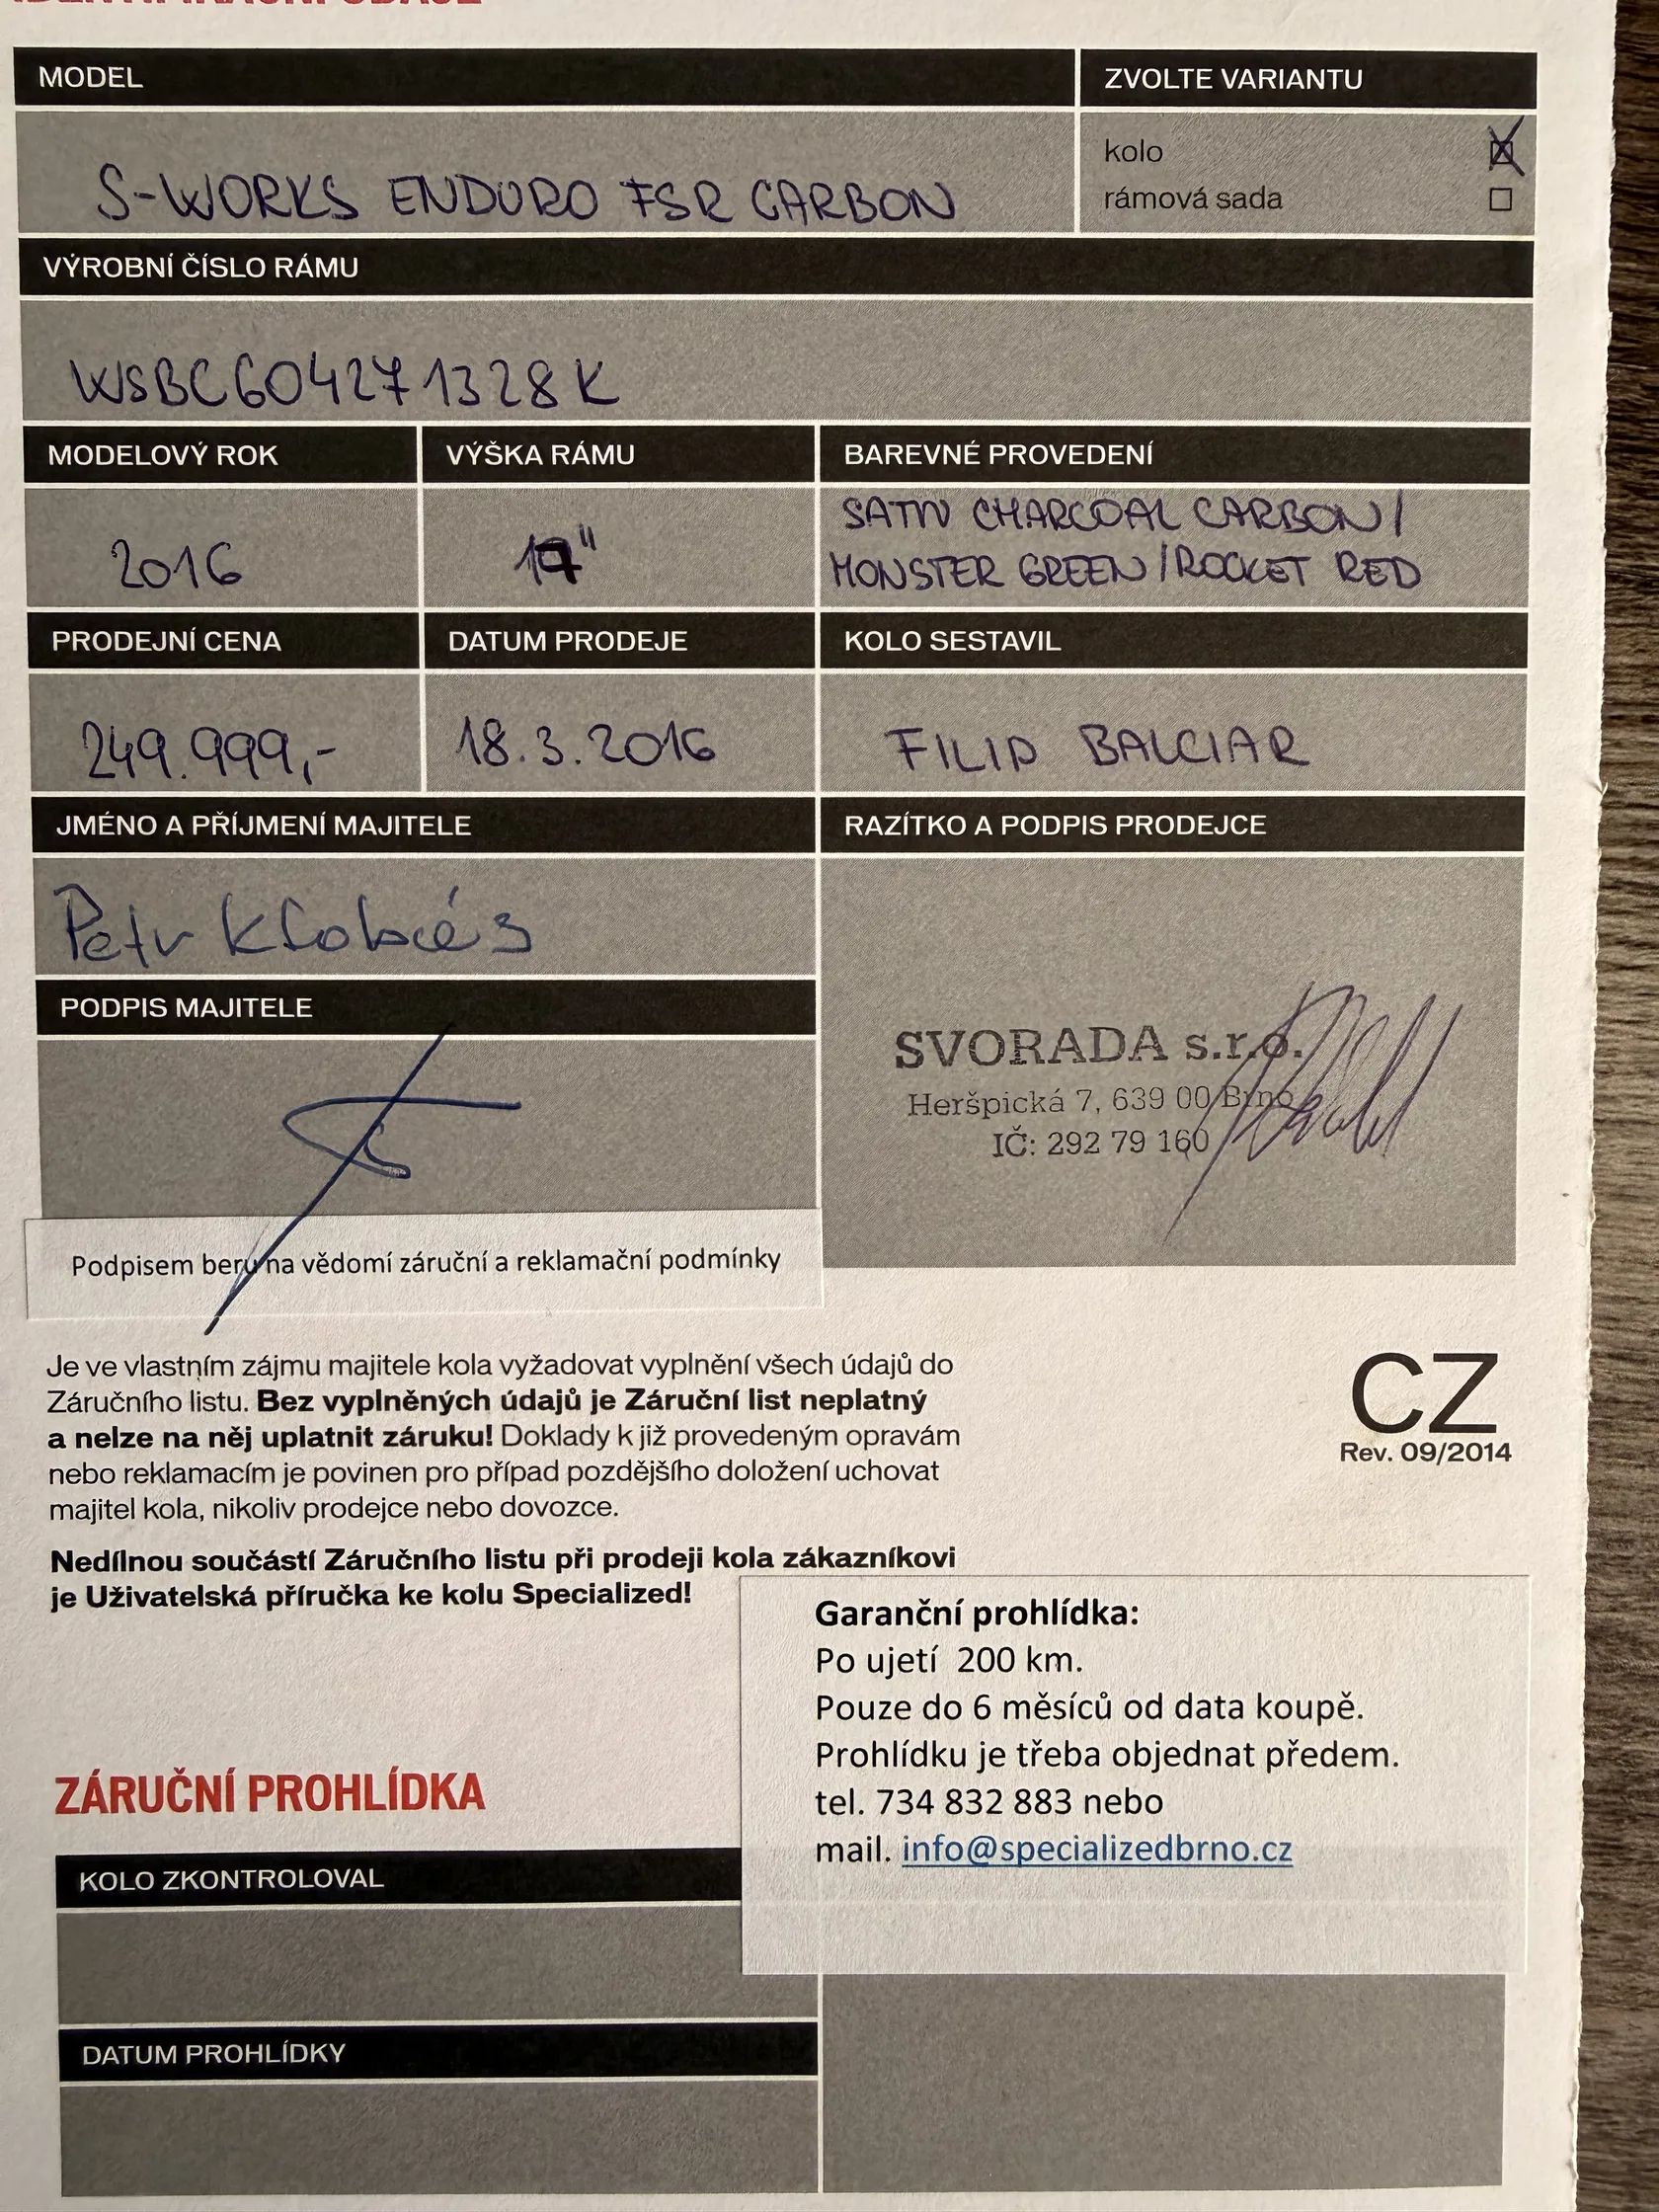 MODEL
ZVOLTE VARIANTU
S-WORKS ENDURO FSR CARBON
kolo
rámová sada
VÝROBNÍ ČÍSLO RÁMU
WSBC604271328K
MODELOVÝ ROK
VÝŠKA RÁMU
BAREVNÉ PROVEDENÍ
2016
17"
SATIN CHARCOAL CARBON/
MONSTER GREEN/ROCKET RED
PRODEJNÍ CENA
DATUM PRODEJE
KOLO SESTAVIL
249.999,-
18.3.2016
FILIP BALCIAR
JMÉNO A PŘÍJMENÍ MAJITELE
RAZÍTKO A PODPIS PRODEJCE
Petr
PODPIS MAJITELE
SVORADA s.r.o.
Heršpická 7, 639 00 Brno
IČ: 292 79 160
Podpisem beru na vědomí záruční a reklamační podmínky
Je ve vlastním zájmu majitele kola vyžadovat vyplnění všech údajů do
Záručního listu. Bez vyplněných údajů je Záruční list neplatný
a nelze na něj uplatnit záruku! Doklady k již provedeným opravám
nebo reklamacím je povinen pro případ pozdějšího doložení uchovat
majitel kola, nikoliv prodejce nebo dovozce.
CZ
Rev. 09/2014
Nedílnou součástí Záručního listu při prodeji kola zákazníkovi
je Uživatelská příručka ke kolu Specialized!
Garanční prohlídka:
Po ujetí 200 km.
Pouze do 6 měsíců od data koupě.
Prohlídku je třeba objednat předem.
tel. 734 832 883 nebo
mail. info@specializedbrno.cz
ZÁRUČNÍ PROHLÍDKA
KOLO ZKONTROLOVAL
DATUM PROHLÍDKY